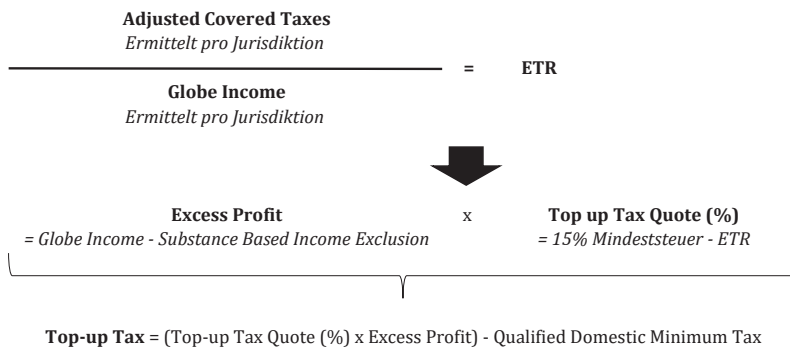 Adjusted Covered Taxes
Ermittelt pro Jurisdiktion
= ETR
Globe Income
Ermittelt pro Jurisdiktion
Excess Profit x Top up Tax Quote (%)
= Globe Income - Substance Based Income Exclusion = 15% Mindeststeuer - ETR
Top-up Tax = (Top-up Tax Quote (%) x Excess Profit) - Qualified Domestic Minimum Tax